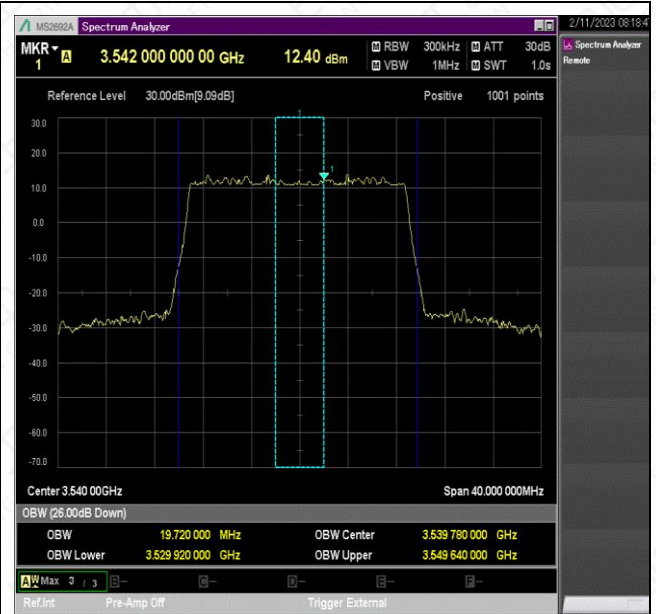 MS2692A Spectrum Analyzer
2/11/2023 08:18:47
MKR 1 A 3.542 000 000 00 GHz 12.40 dBm
M RBW 300kHz M ATT 30dB
M VBW 1MHz M SWT 1.0s
Spectrum Analyzer
Remote
Reference Level 30.00dBm[9.09dB] Positive 1001 points
1
30.0
20.0
1
10.0
0.0
-10.0
-20.0
-30.0
-40.0
-50.0
-60.0
-70.0
Center 3.540 00GHz Span 40.000 000MHz
OBW (26.00dB Down)
OBW 19.720 000 MHz OBW Center 3.539 780 000 GHz
OBW Lower 3.529 920 000 GHz OBW Upper 3.549 640 000 GHz
A W Max 3 / 3 B- C- D- E- F-
Ref.Int Pre-Amp Off Trigger External